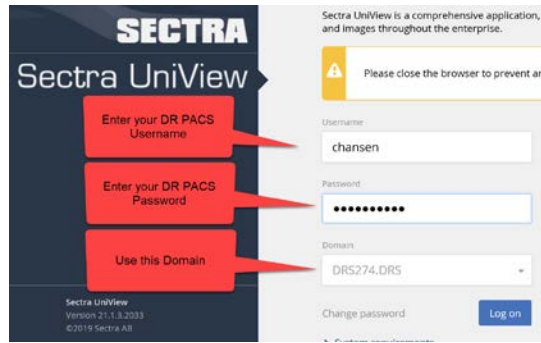 SECTRA
Sectra UniView
Enter your DR PACS
Username
Enter your DR PACS
Password
Use this Domain
Sectra UniView
Version 21.1.3.2033
©2019 Sectra AB
Sectra UniView is a comprehensive application,
and images throughout the enterprise.
Please close the browser to prevent
Username
chansen
Password
••••••••••
Domain
DRS274.DRS
Change password
Log on
System requirements